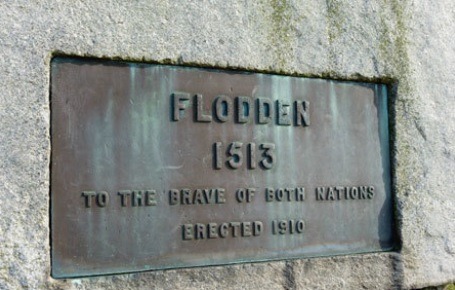 FLODDEN
1513
TO THE BRAVE OF BOTH NATIONS
ERECTED 1910